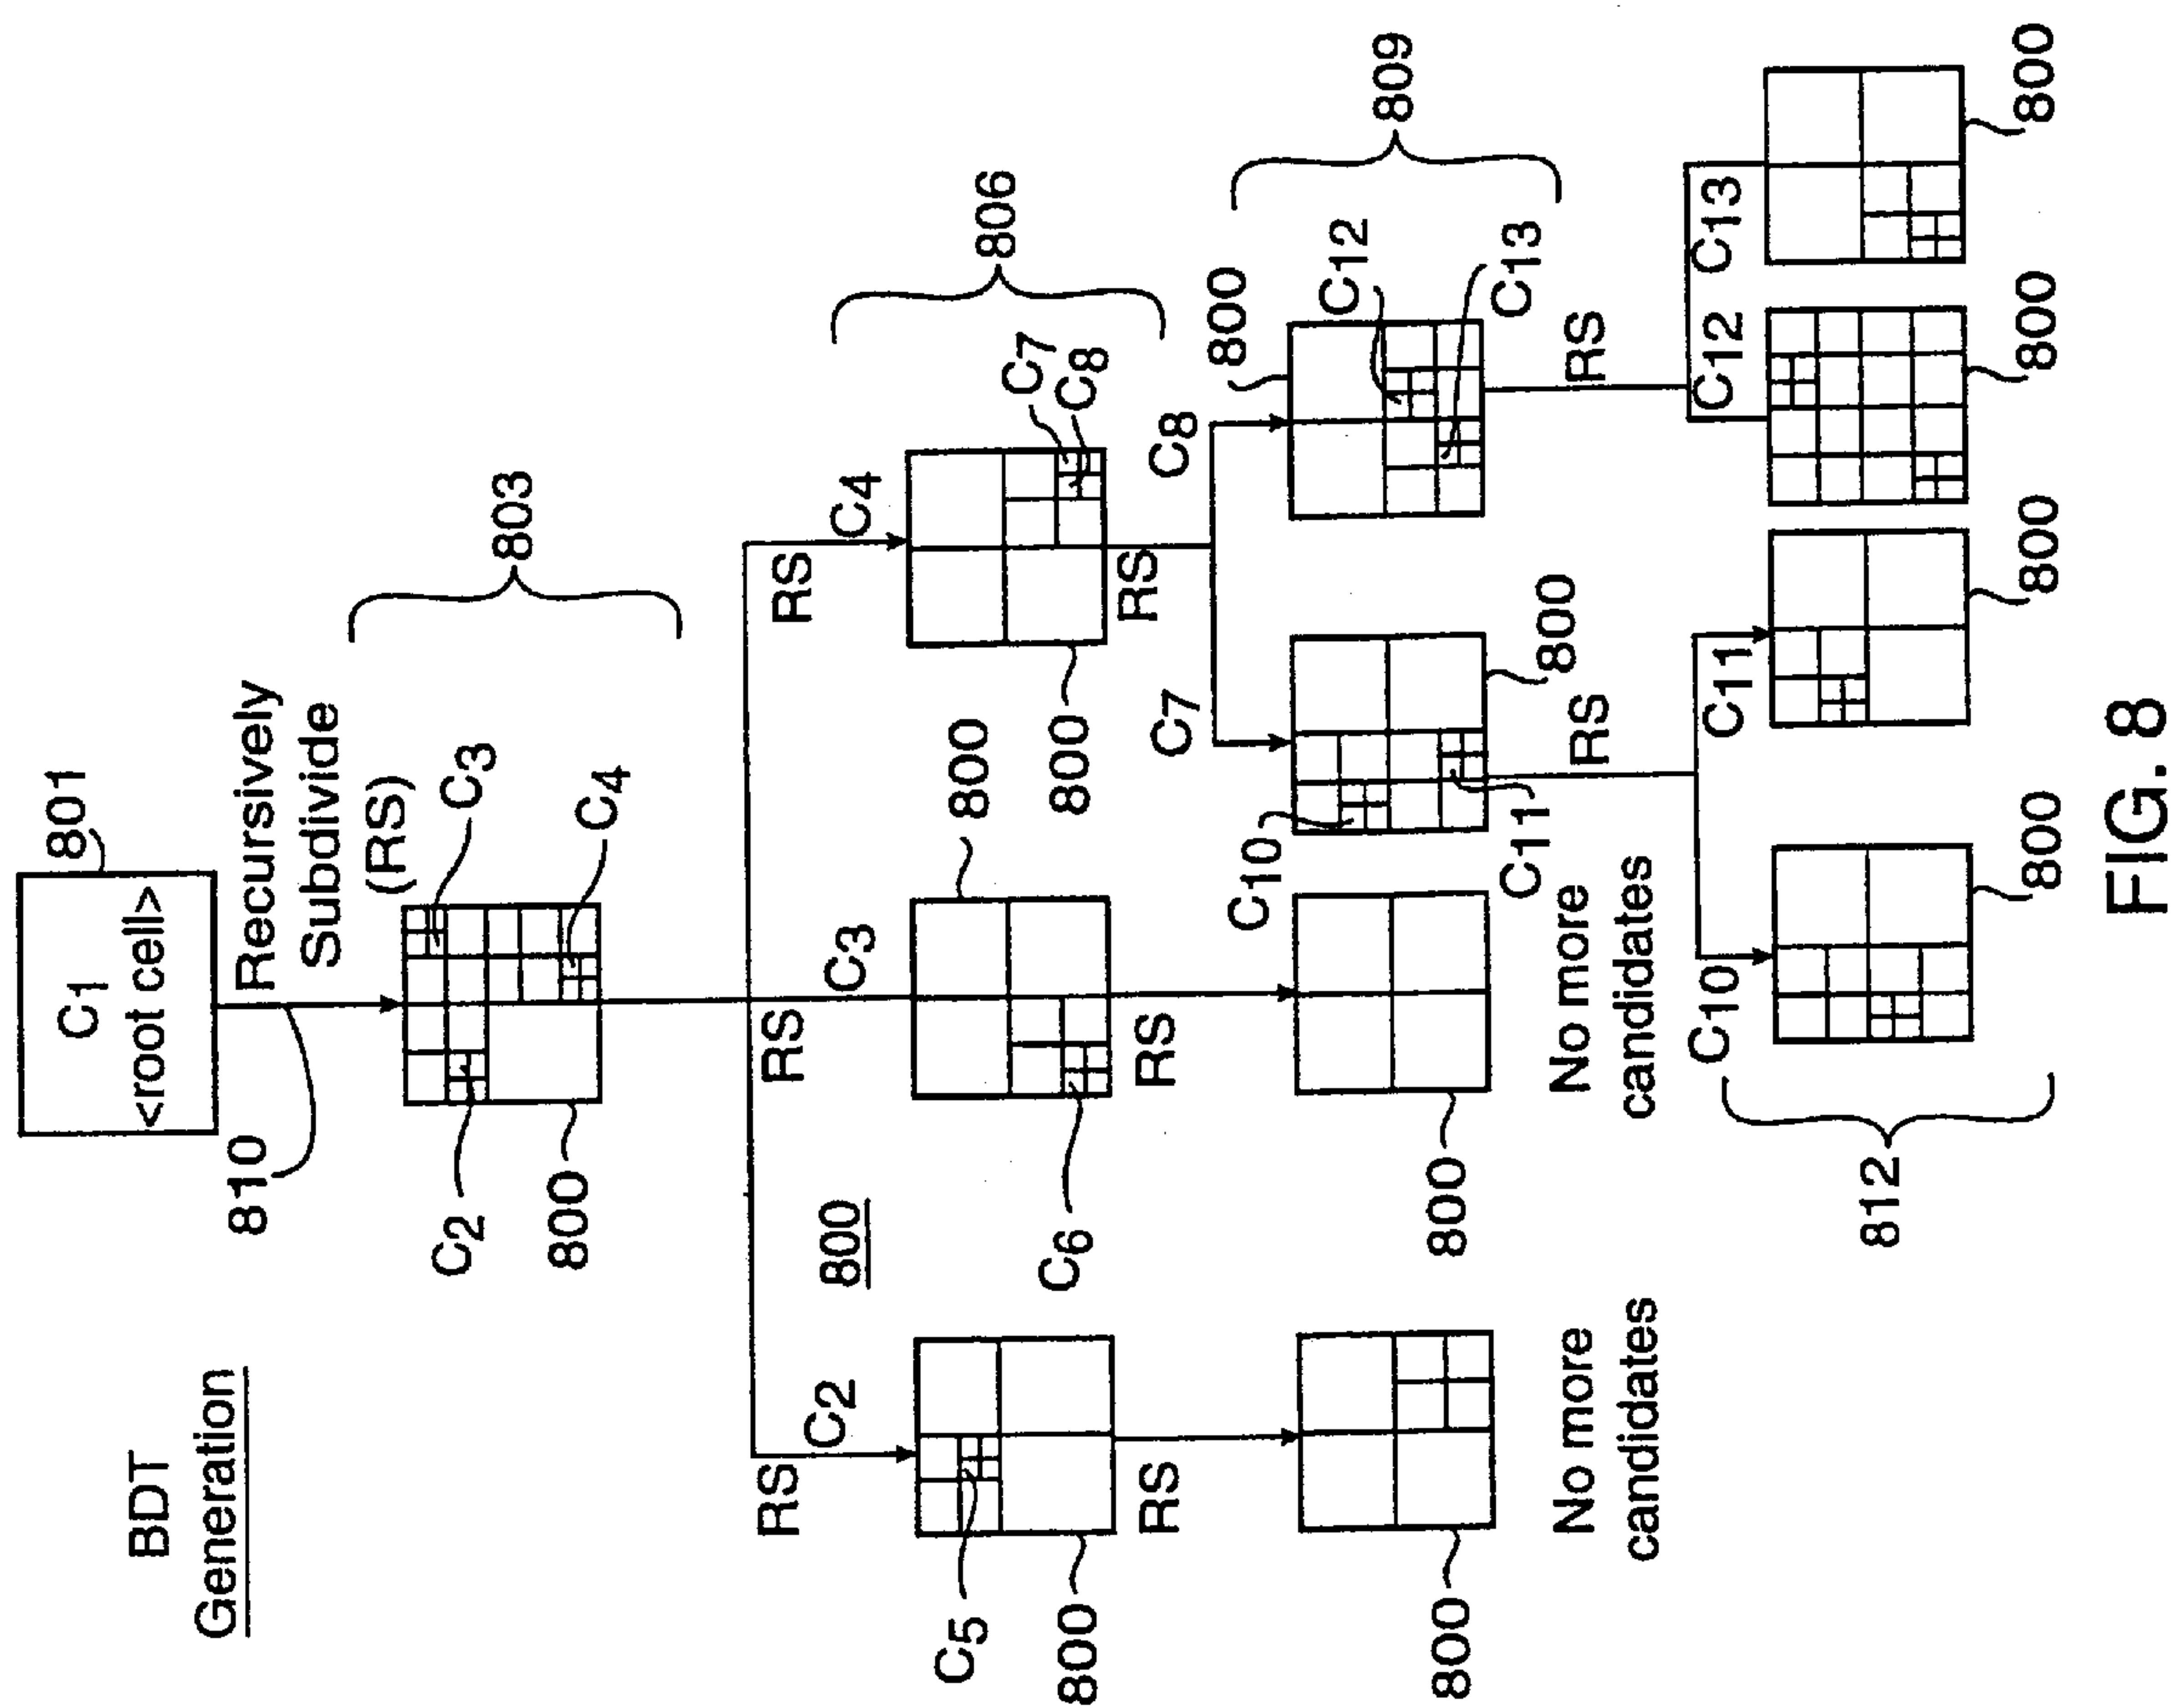 BDT
Generation
C1
<root cell>
801
810
Recursively
Subdivide
(RS)
803
C2
C3
C4
800
RS
C2
RS
C3
RS
C4
806
800
C5
800
RS
C6
800
RS
C7
C8
800
RS
C7
C8
809
800
No more
candidates
800
No more
candidates
C10
C11
800
RS
C12
C13
800
RS
812
C10
C11
C12
C13
800
800
800
800
FIG. 8